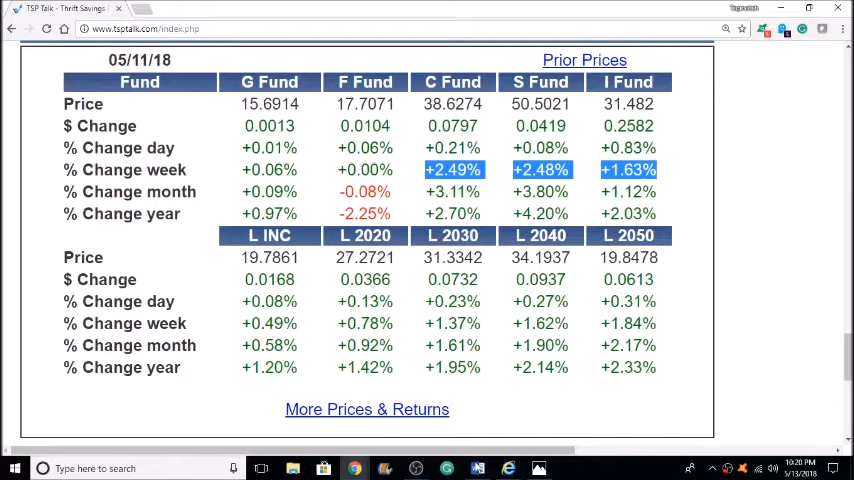 TSP Talk - Thrift Savings
www.tsptalk.com/index.php
05/11/18 Prior Prices
Fund G Fund F Fund C Fund S Fund I Fund
Price 15.6914 17.7071 38.6274 50.5021 31.482
$ Change 0.0013 0.0104 0.0797 0.0419 0.2582
% Change day +0.01% +0.06% +0.21% +0.08% +0.83%
% Change week +0.06% +0.00% +2.49% +2.48% +1.63%
% Change month +0.09% -0.08% +3.11% +3.80% +1.12%
% Change year +0.97% -2.25% +2.70% +4.20% +2.03%
L INC L 2020 L 2030 L 2040 L 2050
Price 19.7861 27.2721 31.3342 34.1937 19.8478
$ Change 0.0168 0.0366 0.0732 0.0937 0.0613
% Change day +0.08% +0.13% +0.23% +0.27% +0.31%
% Change week +0.49% +0.78% +1.37% +1.62% +1.84%
% Change month +0.58% +0.92% +1.61% +1.90% +2.17%
% Change year +1.20% +1.42% +1.95% +2.14% +2.33%
More Prices & Returns
Type here to search
10:20 PM
5/13/2018